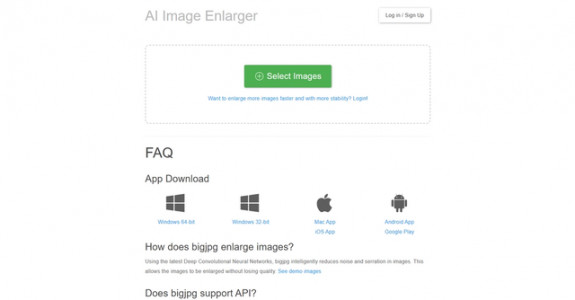 AI Image Enlarger
Log in / Sign Up
Select Images
Want to enlarge more images faster and with more stability? Login!
FAQ
App Download
Windows 64-bit
Windows 32-bit
Mac App
Android App
iOS App
Google Play
How does bigjpg enlarge images?
Using the latest Deep Convolutional Neural Networks, bigjpg intelligently reduces noise and serration in images. This
allows the images to be enlarged without losing quality. See demo images
Does bigjpg support API?